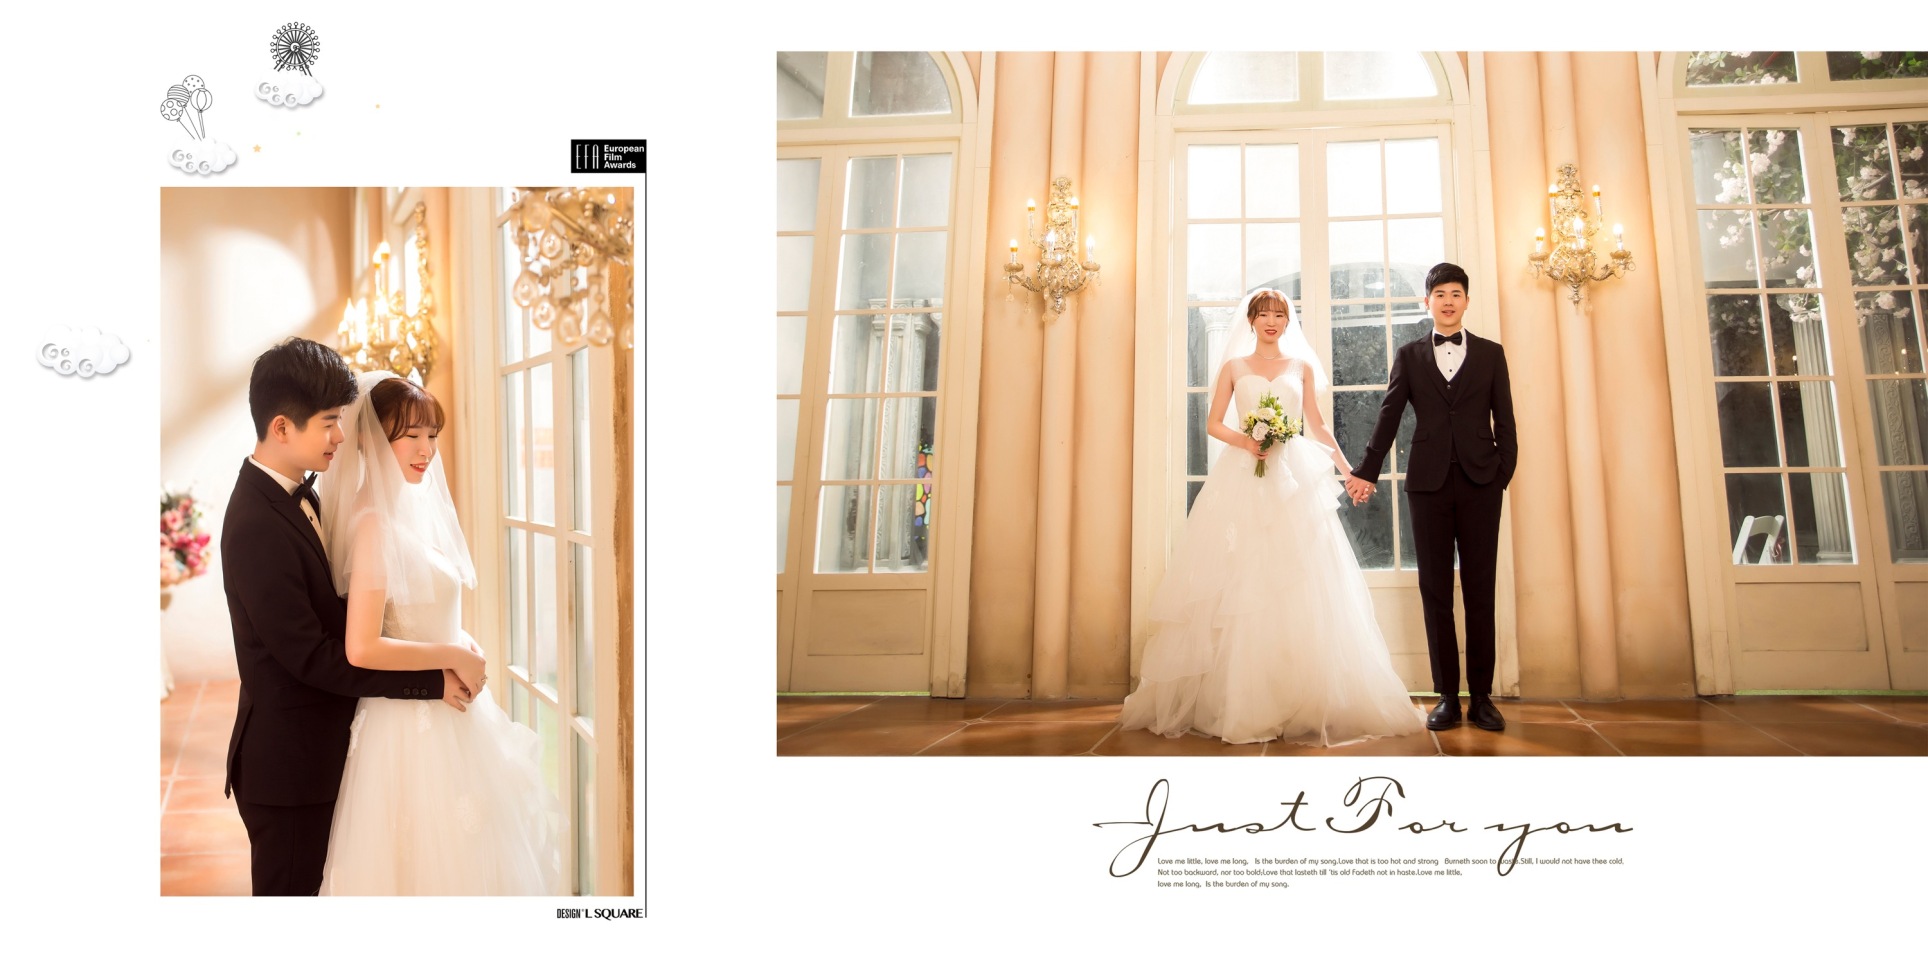 EFA European
Film
Awards
DESIGN® L SQUARE
Just For you
Love me little, love me long, Is the burden of my song.Love that is too hot and strong Burneth soon to waste.Still, I would not have thee cold.
Not too backward, nor too bold;Love that lasteth till 'tis old Fadeth not in haste.Love me little,
love me long, Is the burden of my song.